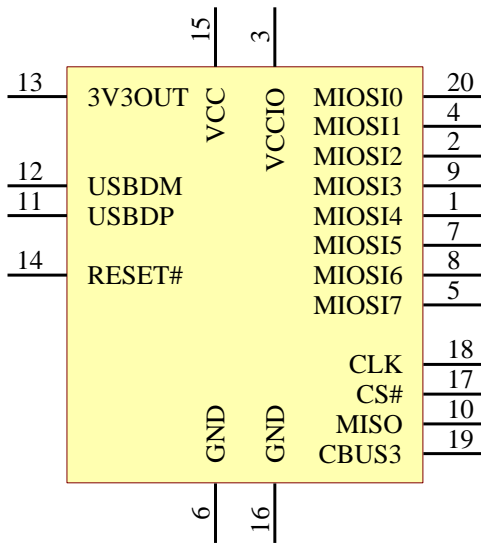 15 3
13 3V3OUT VCC VCCIO MIOSI0 20
MIOSI1 4
MIOSI2 2
12 USBDM MIOSI3 9
11 USBDP MIOSI4 1
MIOSI5 7
14 RESET# MIOSI6 8
MIOSI7 5
CLK 18
CS# 17
GND GND MISO 10
CBUS3 19
6 16